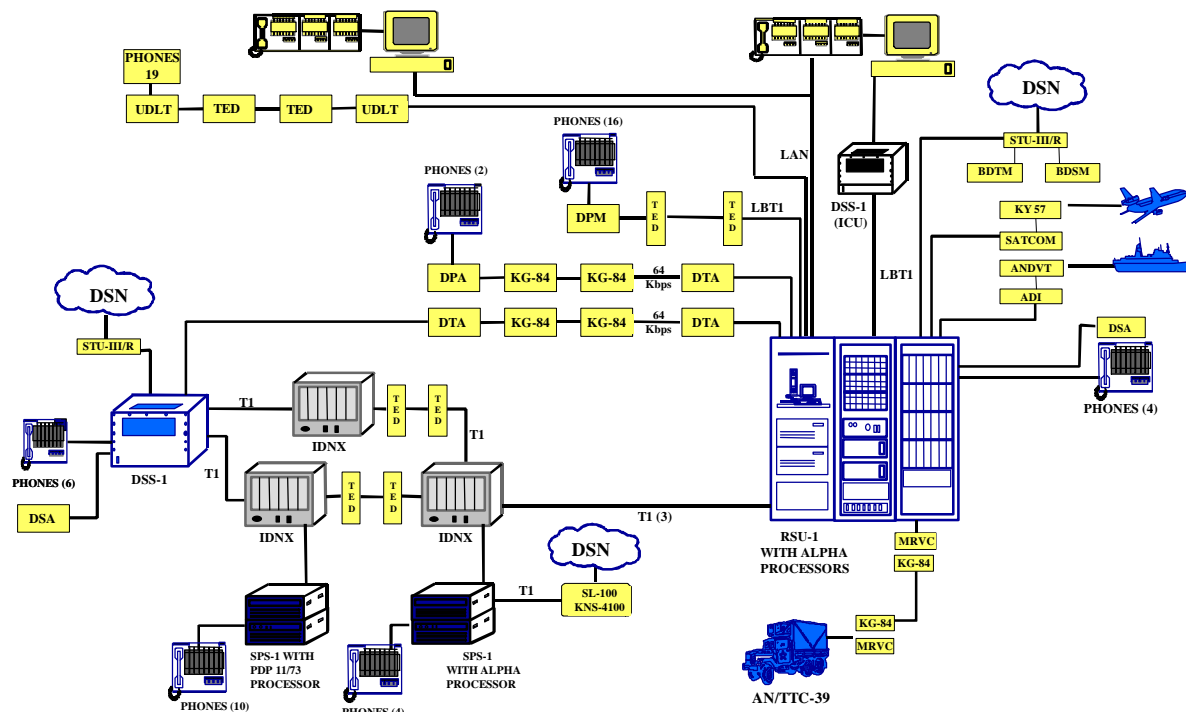 PHONES
19
UDLT
TED
TED
UDLT
PHONES (16)
PHONES (2)
DPM
TED
TED
LBT1
LAN
DSS-1
(ICU)
LBT1
DSN
STU-III/R
BDTM
BDSM
KY 57
SATCOM
ANDVT
ADI
DPA
KG-84
KG-84
64
Kbps
DTA
DTA
KG-84
KG-84
64
Kbps
DTA
DSA
PHONES (4)
DSN
STU-III/R
T1
TED
TED
IDNX
T1
DSS-1
T1
PHONES (6)
DSA
TED
TED
IDNX
IDNX
T1 (3)
RSU-1
WITH ALPHA
PROCESSORS
MRVC
KG-84
DSN
T1
SL-100
KNS-4100
KG-84
MRVC
AN/TTC-39
SPS-1 WITH
PDP 11/73
PROCESSOR
SPS-1
WITH ALPHA
PROCESSOR
PHONES (10)
PHONES (4)